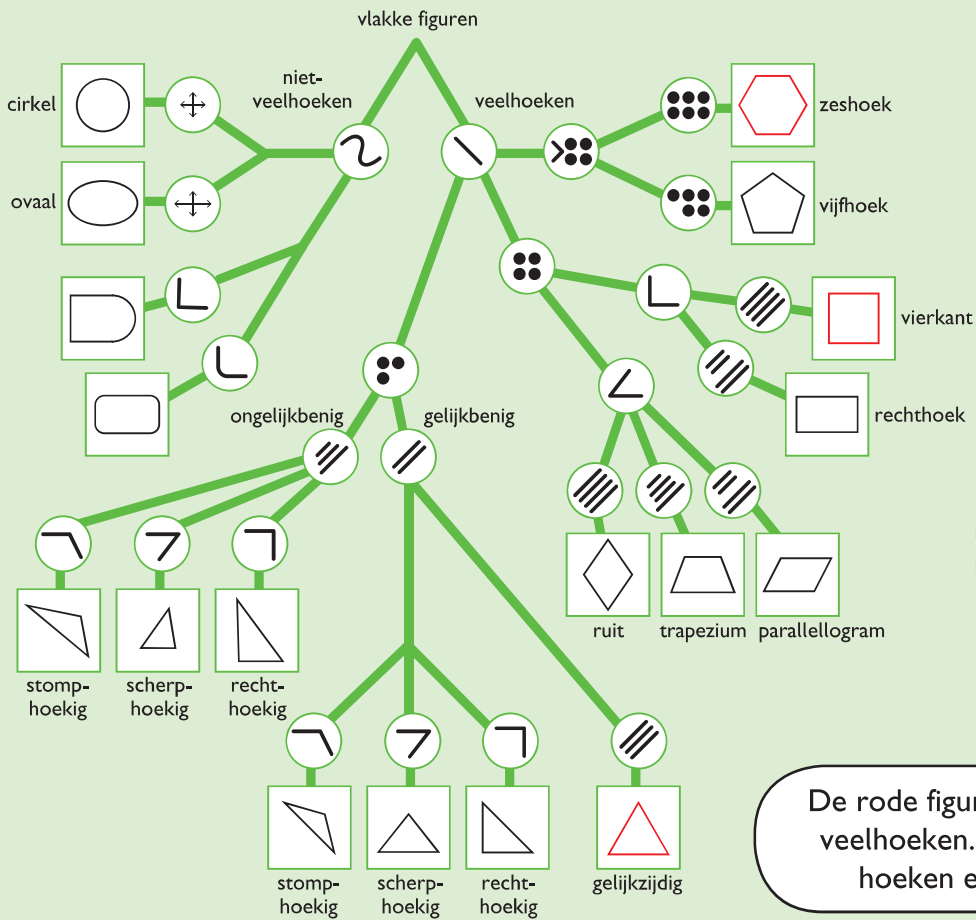 vlakke figuren
niet-
veelhoeken
veelhoeken
cirkel
ovaal
zeshoek
vijfhoek
vierkant
rechthoek
ongelijkbenig
gelijkbenig
ruit
trapezium
parallellogram
stomp-
hoekig
scherp-
hoekig
recht-
hoekig
stomp-
hoekig
scherp-
hoekig
recht-
hoekig
gelijkzijdig
De rode figur
veelhoeken.
hoeken e